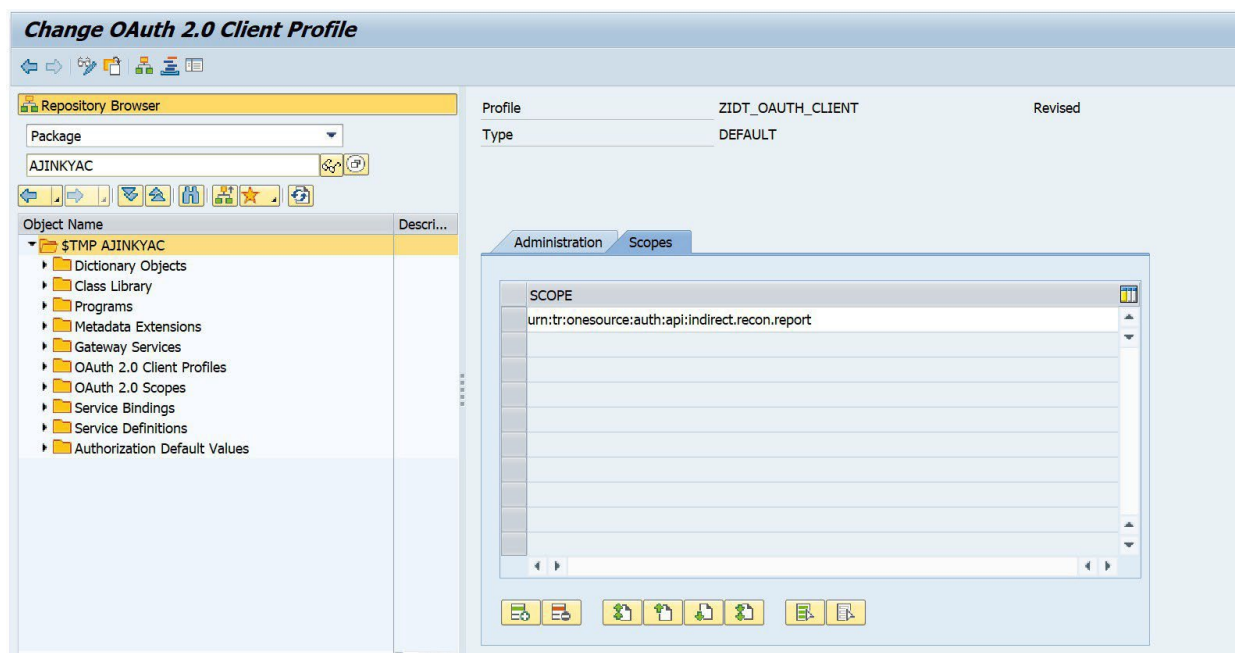 Change OAuth 2.0 Client Profile
Repository Browser
Package
AJINKYAC
Object Name Descri...
$TMP AJINKYAC
Dictionary Objects
Class Library
Programs
Metadata Extensions
Gateway Services
OAuth 2.0 Client Profiles
OAuth 2.0 Scopes
Service Bindings
Service Definitions
Authorization Default Values
Profile ZIDT_OAUTH_CLIENT Revised
Type DEFAULT
Administration Scopes
SCOPE
urn:tr:onesource:auth:api:indirect.recon.report